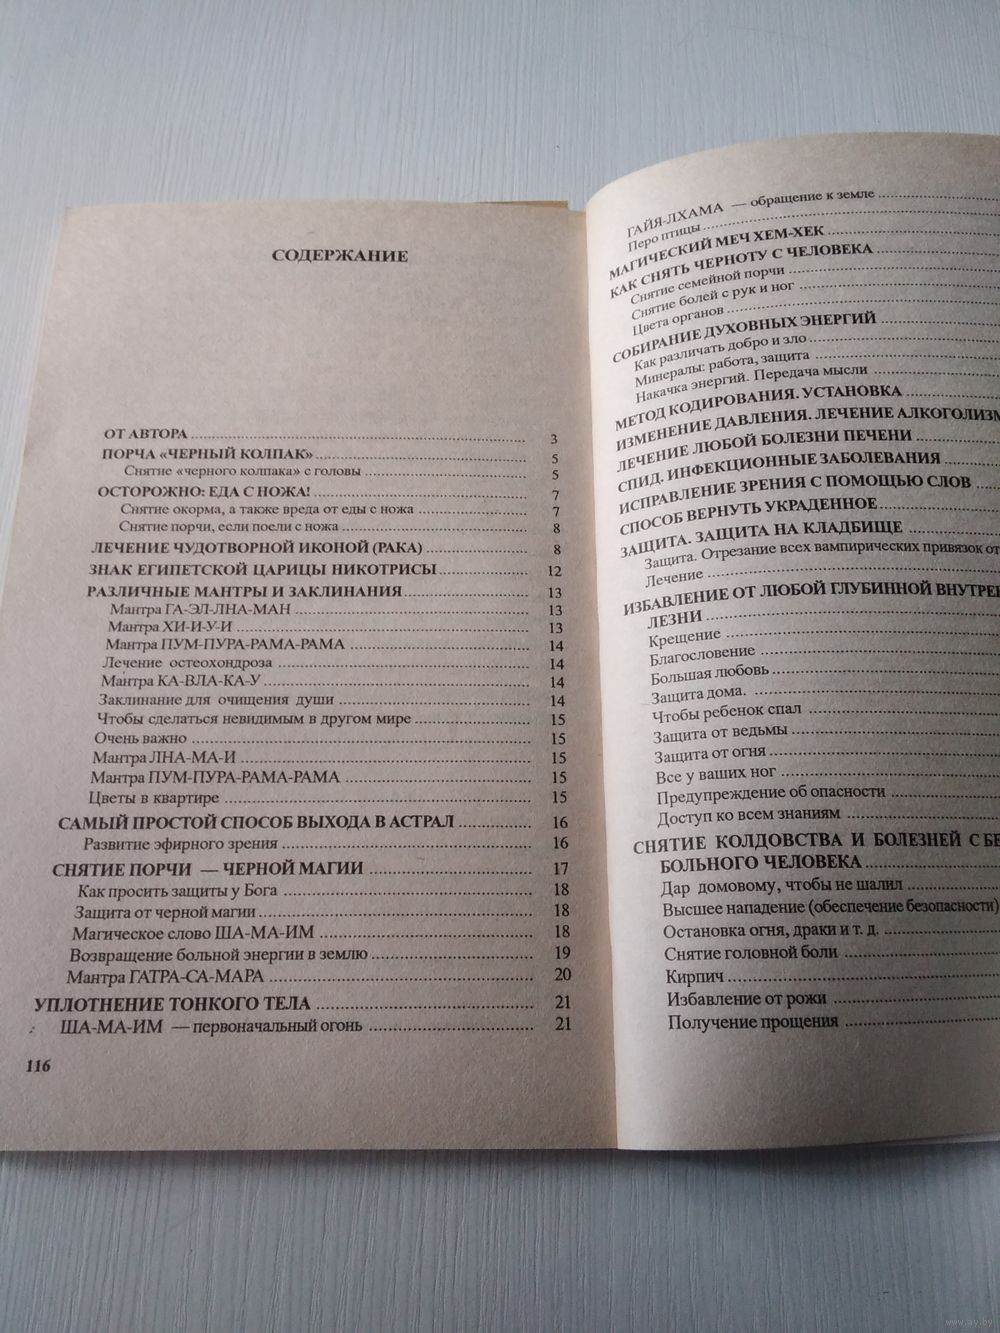 СОДЕРЖАНИЕ
ОТ АВТОРА 3
ПОРЧА «ЧЕРНЫЙ КОЛПАК» 5
Снятие «черного колпака» с головы 5
ОСТОРОЖНО: ЕДА С НОЖА! 7
Снятие окорма, а также вреда от еды с ножа 7
Снятие порчи, если поели с ножа 8
ЛЕЧЕНИЕ ЧУДОТВОРНОЙ ИКОНОЙ (РАКА) 8
ЗНАК ЕГИПЕТСКОЙ ЦАРИЦЫ НИКОТРИСЫ 12
РАЗЛИЧНЫЕ МАНТРЫ И ЗАКЛИНАНИЯ 13
Мантра ГА-ЭЛ-ЛНА-МАН 13
Мантра ХИ-И-У-И 13
Мантра ПУМ-ПУРА-РАМА-РАМА 14
Лечение остеохондроза 14
Мантра КА-ВЛА-КА-У 14
Заклинание для очищения души 14
Чтобы сделаться невидимым в другом мире 15
Очень важно 15
Мантра ЛНА-МА-И 15
Мантра ПУМ-ПУРА-РАМА-РАМА 15
Цветы в квартире 15
САМЫЙ ПРОСТОЙ СПОСОБ ВЫХОДА В АСТРАЛ 16
Развитие эфирного зрения 16
СНЯТИЕ ПОРЧИ — ЧЕРНОЙ МАГИИ 17
Как просить защиты у Бога 18
Защита от черной магии 18
Магическое слово ША-МА-ИМ 18
Возвращение больной энергии в землю 19
Мантра ГАТРА-СА-МАРА 20
УПЛОТНЕНИЕ ТОНКОГО ТЕЛА 21
ША-МА-ИМ — первоначальный огонь 21
116
ГАЙЯ-ЛХАМА — обращение к земле
Перо птицы
МАГИЧЕСКИЙ МЕЧ ХЕМ-ХЕК
КАК СНЯТЬ ЧЕРНОТУ С ЧЕЛОВЕКА
Снятие семейной порчи
Снятие болей с рук и ног
Цвета органов
СОБИРАНИЕ ДУХОВНЫХ ЭНЕРГИЙ
Как различать добро и зло
Минералы: работа, защита
Накачка энергий. Передача мысли
МЕТОД КОДИРОВАНИЯ. УСТАНОВКА
ИЗМЕНЕНИЕ ДАВЛЕНИЯ. ЛЕЧЕНИЕ АЛКОГОЛИЗМ
ЛЕЧЕНИЕ ЛЮБОЙ БОЛЕЗНИ ПЕЧЕНИ
СПИД. ИНФЕКЦИОННЫЕ ЗАБОЛЕВАНИЯ
ИСПРАВЛЕНИЕ ЗРЕНИЯ С ПОМОЩЬЮ СЛОВ
СПОСОБ ВЕРНУТЬ УКРАДЕННОЕ
ЗАЩИТА. ЗАЩИТА НА КЛАДБИЩЕ
Защита. Отрезание всех вампирических привязок от
Лечение
ИЗБАВЛЕНИЕ ОТ ЛЮБОЙ ГЛУБИННОЙ ВНУТРЕН
ЛЕЗНИ
Крещение
Благословение
Большая любовь
Защита дома.
Чтобы ребенок спал
Защита от ведьмы
Защита от огня
Все у ваших ног
Предупреждение об опасности
Доступ ко всем знаниям
СНЯТИЕ КОЛДОВСТВА И БОЛЕЗНЕЙ С БЕ
БОЛЬНОГО ЧЕЛОВЕКА
Дар домовому, чтобы не шалил
Высшее нападение (обеспечение безопасности)
Остановка огня, драки и т. д.
Снятие головной боли
Кирпич
Избавление от рожи
Получение прощения
www.ay.by